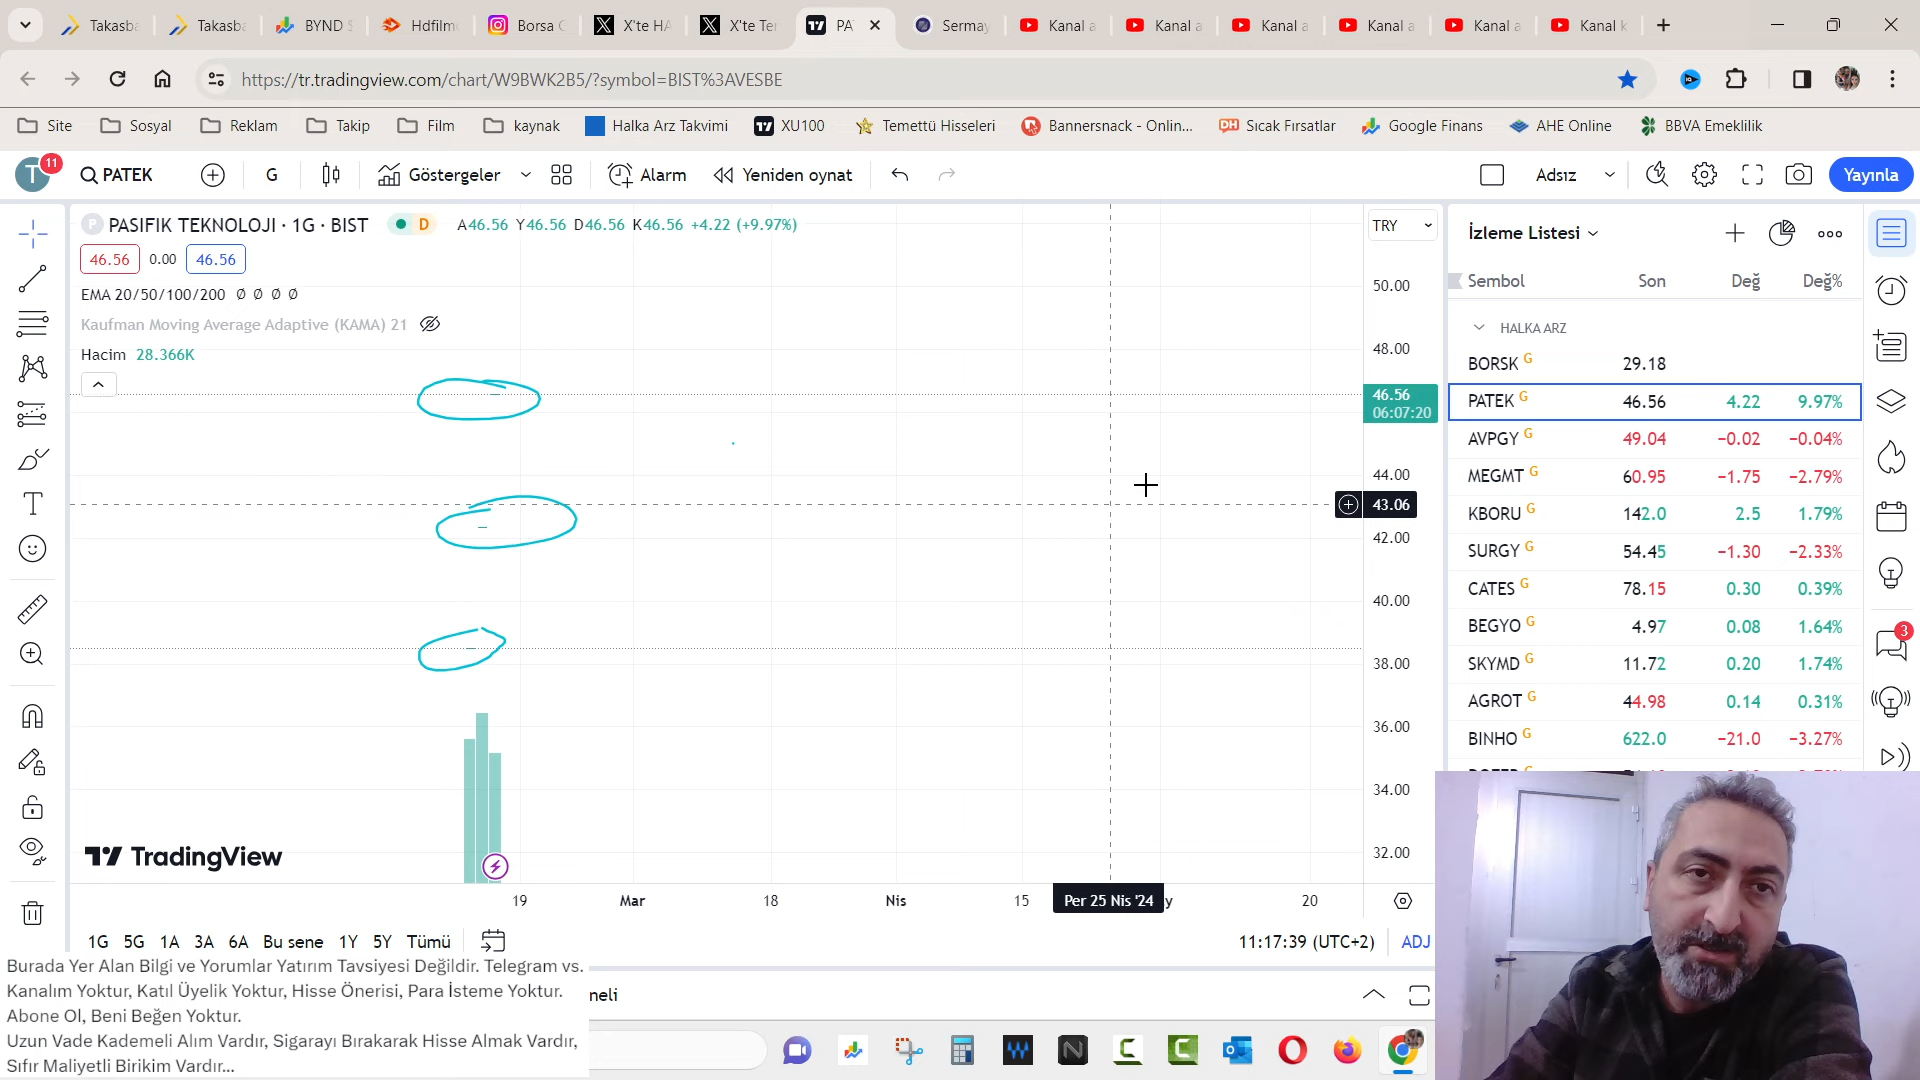 Takasba
Takasba
BYND $
Hdfilm
Borsa
X'te HA
X'te Ter
PA
Sermay
Kanal a
Kanal a
Kanal a
Kanal a
Kanal a
Kanal k
https://tr.tradingview.com/chart/W9BWK2B5/?symbol=BIST%3AVESBE
Site
Sosyal
Reklam
Takip
Film
kaynak
Halka Arz Takvimi
XU100
Temettü Hisseleri
Bannersnack - Onlin...
DH Sıcak Fırsatlar
Google Finans
AHE Online
BBVA Emeklilik
T 11
PATEK
G
Göstergeler
Alarm
Yeniden oynat
Adsız
Yayınla
P PASIFIK TEKNOLOJI · 1G · BIST
D
A46.56 Y46.56 D46.56 K46.56 +4.22 (+9.97%)
46.56 0.00 46.56
EMA 20/50/100/200 Ø Ø Ø Ø
Kaufman Moving Average Adaptive (KAMA) 21
Hacim 28.366K
TRY
50.00
48.00
46.56
06:07:20
44.00
43.06
42.00
40.00
38.00
36.00
34.00
32.00
TradingView
19 Mar 18 Nis 15 Per 25 Nis '24 y 20
1G 5G 1A 3A 6A Bu sene 1Y 5Y Tümü
11:17:39 (UTC+2) ADJ
neli
İzleme Listesi
Sembol Son Değ Değ%
HALKA ARZ
BORSK G 29.18
PATEK G 46.56 4.22 9.97%
AVPGY G 49.04 −0.02 −0.04%
MEGMT G 60.95 −1.75 −2.79%
KBORU G 142.0 2.5 1.79%
SURGY G 54.45 −1.30 −2.33%
CATES G 78.15 0.30 0.39%
BEGYO G 4.97 0.08 1.64%
SKYMD G 11.72 0.20 1.74%
AGROT G 44.98 0.14 0.31%
BINHO G 622.0 −21.0 −3.27%
3
Burada Yer Alan Bilgi ve Yorumlar Yatırım Tavsiyesi Değildir. Telegram vs.
Kanalım Yoktur, Katıl Üyelik Yoktur, Hisse Önerisi, Para İsteme Yoktur.
Abone Ol, Beni Beğen Yoktur.
Uzun Vade Kademeli Alım Vardır, Sigarayı Bırakarak Hisse Almak Vardır,
Sıfır Maliyetli Birikim Vardır...